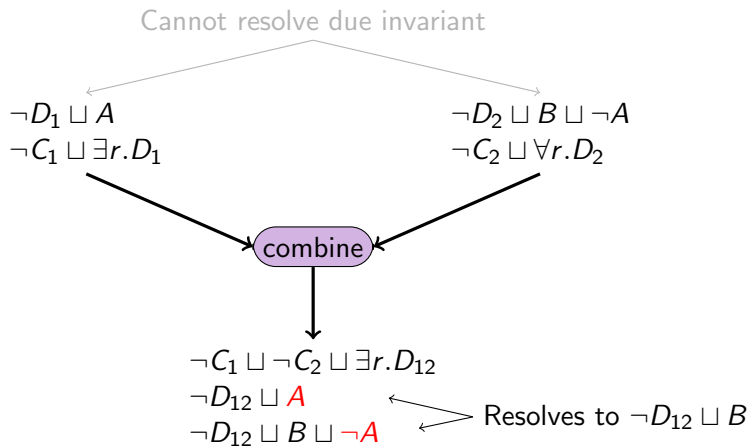 Cannot resolve due invariant
¬D₁ ⊔ A
¬C₁ ⊔ ∃r.D₁
¬D₂ ⊔ B ⊔ ¬A
¬C₂ ⊔ ∀r.D₂
combine
¬C₁ ⊔ ¬C₂ ⊔ ∃r.D₁₂
¬D₁₂ ⊔ A
¬D₁₂ ⊔ B ⊔ ¬A
Resolves to ¬D₁₂ ⊔ B